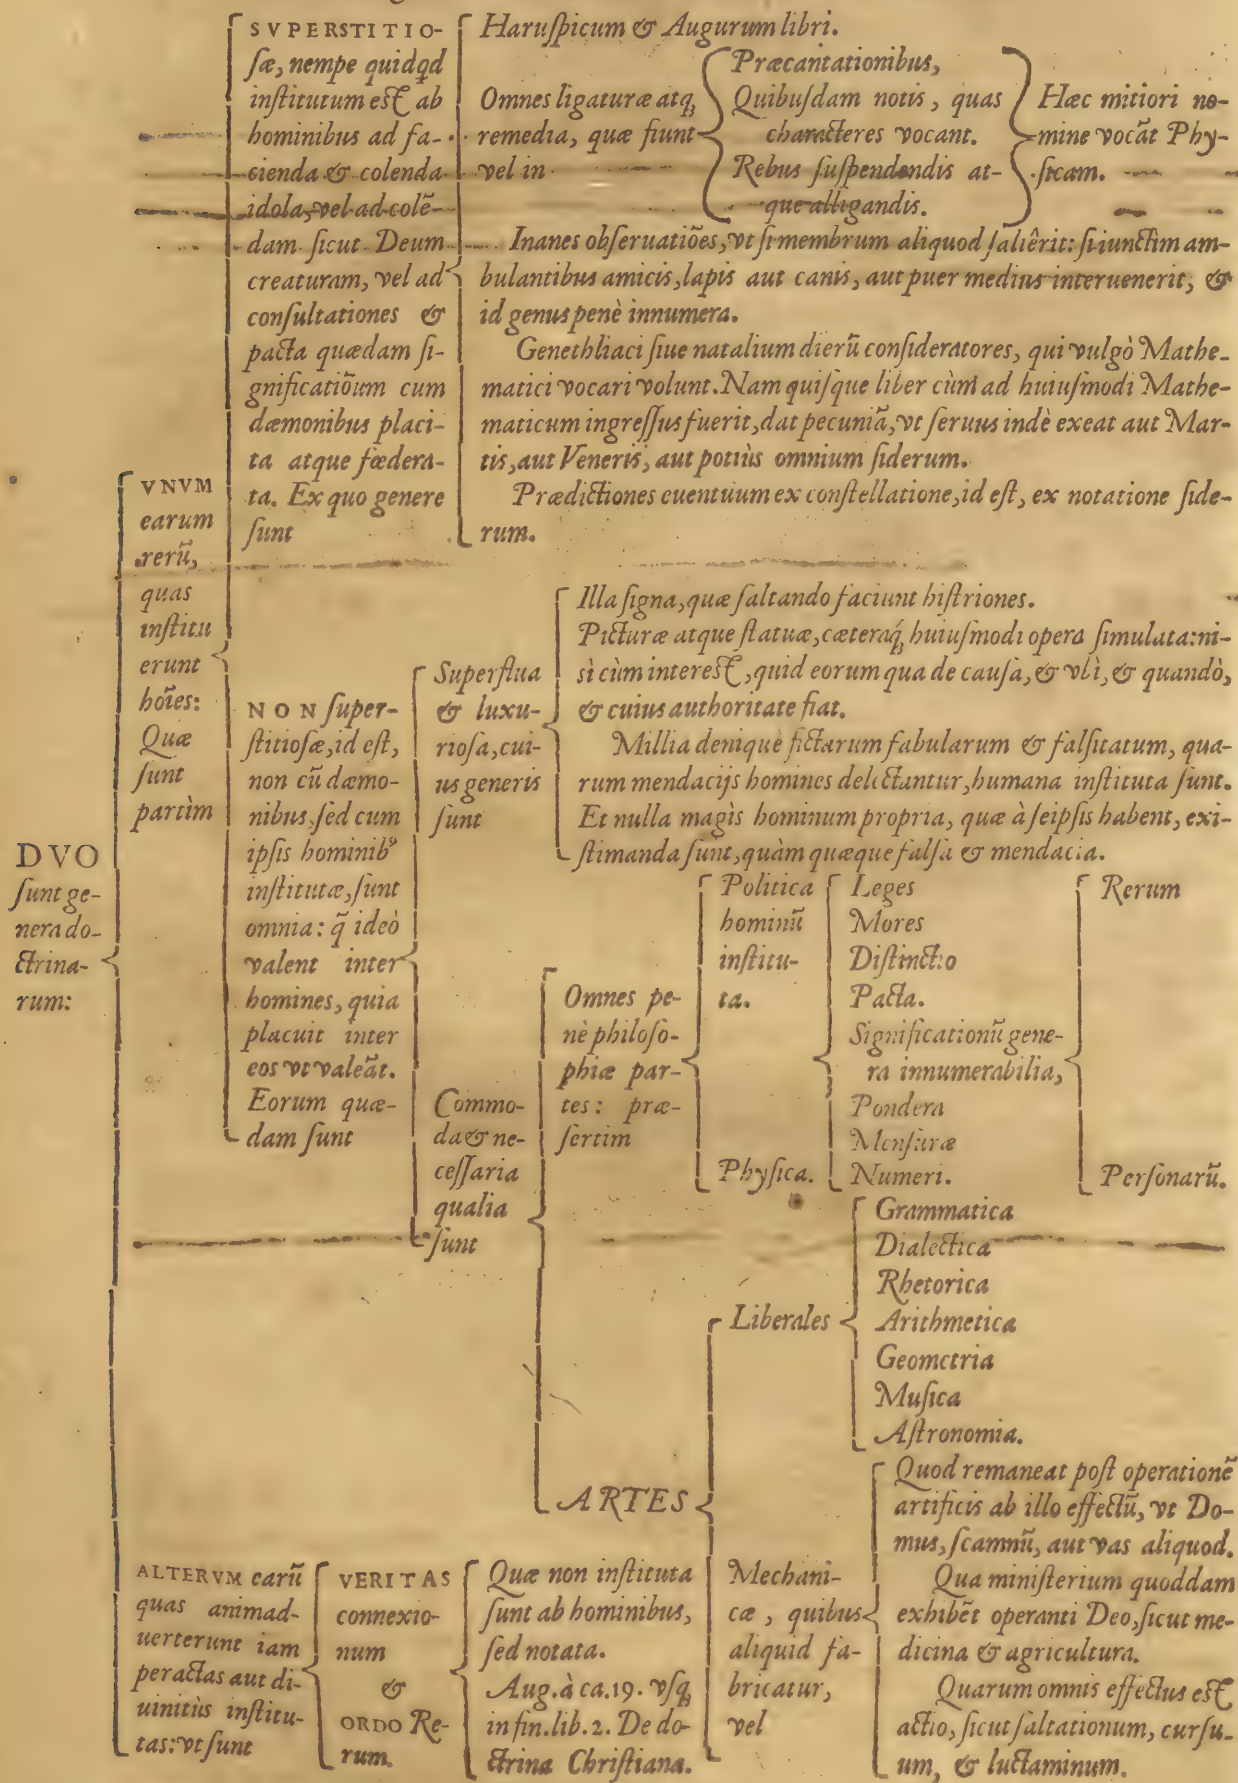 SVPERSTITIO-
ſæ, nempe quidqd
inſtitutum eſt ab
hominibus ad fa-
cienda & colenda
idola, vel ad colē-
dam ſicut Deum
creaturam, vel ad
conſultationes &
pacta quædam ſi-
gnificatiōum cum
dæmonibus placi-
ta atque fœdera-
ta. Ex quo genere
ſunt
Haruſpicum & Augurum libri.
Omnes ligaturæ atq;
remedia, quæ fiunt
vel in
Præcantationibus,
Quibuſdam notis, quas
characteres vocant.
Rebus ſuſpendendis at-
que alligandis.
Hæc mitiori no-
mine vocāt Phy-
ſicam.
Inanes obſeruatiōes, vt ſi membrum aliquod ſaliêrit: ſi iunctim am-
bulantibus amicis, lapis aut canis, aut puer medius interuenerit, &
id genus penè innumera.
Genethliaci ſiue natalium dierū conſideratores, qui vulgò Mathe-
matici vocari volunt. Nam quiſque liber cùm ad huiuſmodi Mathe-
maticum ingreſſus fuerit, dat pecuniā, vt ſeruus indè exeat aut Mar-
tis, aut Veneris, aut potiùs omnium ſiderum.
Prædictiones euentuum ex conſtellatione, id eſt, ex notatione ſide-
rum.
VNVM
earum
rerū,
quas
inſtitu
erunt
hoīes:
Quæ
ſunt
partìm
Illa ſigna, quæ ſaltando faciunt hiſtriones.
Picturæ atque ſtatuæ, cæteraq; huiuſmodi opera ſimulata: ni-
ſi cùm intereſt, quid eorum qua de cauſa, & vbì, & quandò,
& cuius authoritate fiat.
Millia denique fictarum fabularum & falſitatum, qua-
rum mendacijs homines delectantur, humana inſtituta ſunt.
Et nulla magìs hominum propria, quæ à ſeipſis habent, exi-
ſtimanda ſunt, quàm quæque falſa & mendacia.
Superflua
& luxu-
rioſa, cui-
us generis
ſunt
NON ſuper-
ſtitioſæ, id eſt,
non cū dæmo-
nibus, ſed cum
ipſis hominibꝰ
inſtitutæ, ſunt
omnia: q̄ ideò
valent inter
homines, quia
placuit inter
eos vt valeāt.
Eorum quæ-
dam ſunt
DVO
ſunt ge-
nera do-
ctrina-
rum:
Politica
hominū
inſtitu-
ta.
Leges
Mores
Diſtinctio
Pacta.
Significationū gene-
ra innumerabilia,
Pondera
Menſuræ
Numeri.
Rerum
Perſonarū.
Omnes pe-
nè philoſo-
phiæ par-
tes: præ-
ſertim
Phyſica.
Commo-
da & ne-
ceſſaria
qualia
ſunt
Grammatica
Dialectica
Rhetorica
Arithmetica
Geometria
Muſica
Aſtronomia.
Liberales
ARTES
Mechani-
cæ, quibus
aliquid fa-
bricatur,
vel
Quod remaneat poſt operationē
artificis ab illo effectū, vt Do-
mus, ſcamnū, aut vas aliquod.
Qua miniſterium quoddam
exhibēt operanti Deo, ſicut me-
dicina & agricultura.
Quarum omnis effectus eſt
actio, ſicut ſaltationum, curſu-
um, & luctaminum.
ALTERVM earū
quas animad-
uerterunt iam
peractas aut di-
uinitùs inſtitu-
tas: vt ſunt
VERITAS
connexio-
num
&
ORDO Re-
rum.
Quæ non inſtituta
ſunt ab hominibus,
ſed notata.
Aug. à ca. 19. vſq;
in fin. lib. 2. De do-
ctrina Chriſtiana.